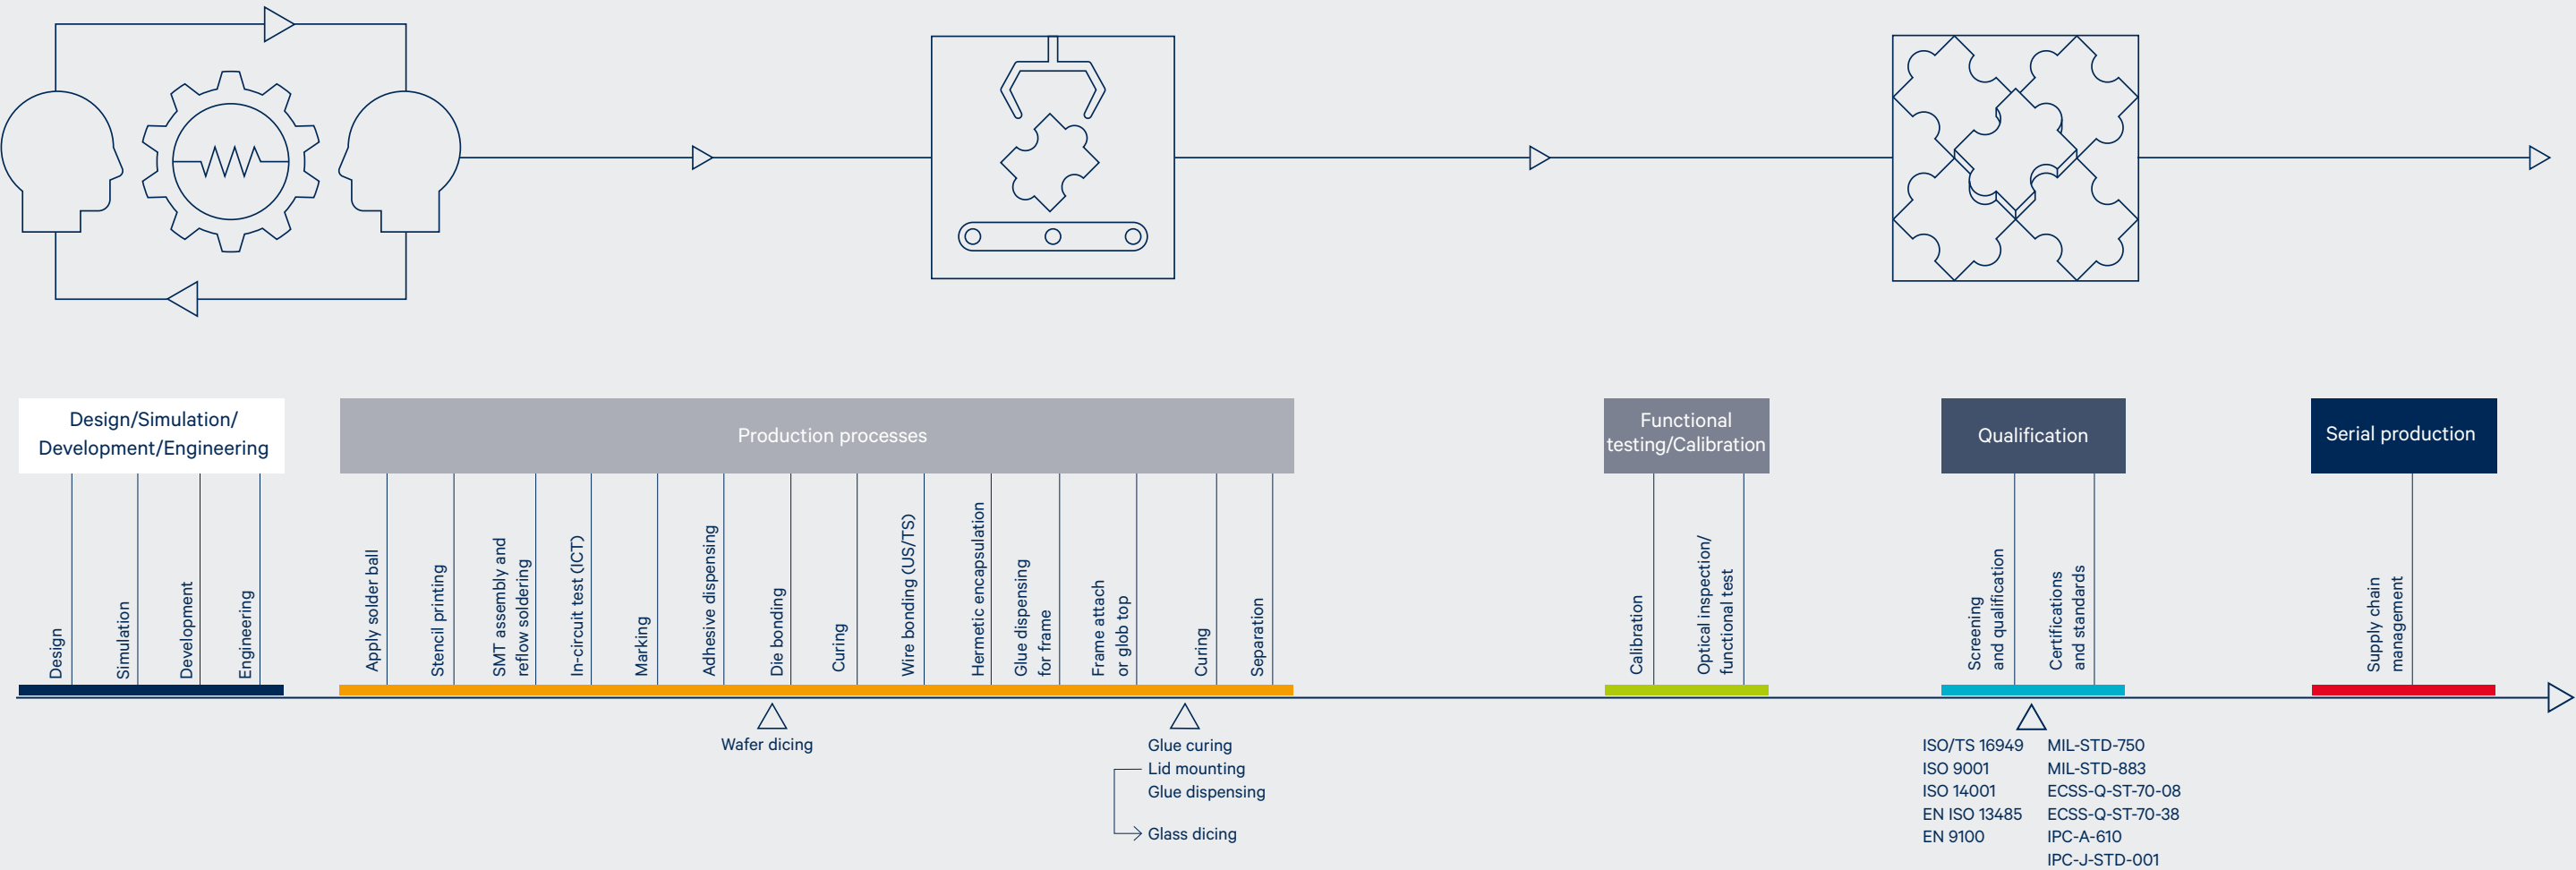 Design/Simulation/
Development/Engineering
Production processes
Functional
testing/Calibration
Qualification
Serial production
Design
Simulation
Development
Engineering
Apply solder ball
Stencil printing
SMT assembly and
reflow soldering
In-circuit test (ICT)
Marking
Adhesive dispensing
Die bonding
Curing
Wire bonding (US/TS)
Hermetic encapsulation
Glue dispensing
for frame
Frame attach
or glob top
Curing
Separation
Calibration
Optical inspection/
functional test
Screening
and qualification
Certifications
and standards
Supply chain
management
Wafer dicing
Glue curing
Lid mounting
Glue dispensing
Glass dicing
ISO/TS 16949
ISO 9001
ISO 14001
EN ISO 13485
EN 9100
MIL-STD-750
MIL-STD-883
ECSS-Q-ST-70-08
ECSS-Q-ST-70-38
IPC-A-610
IPC-J-STD-001